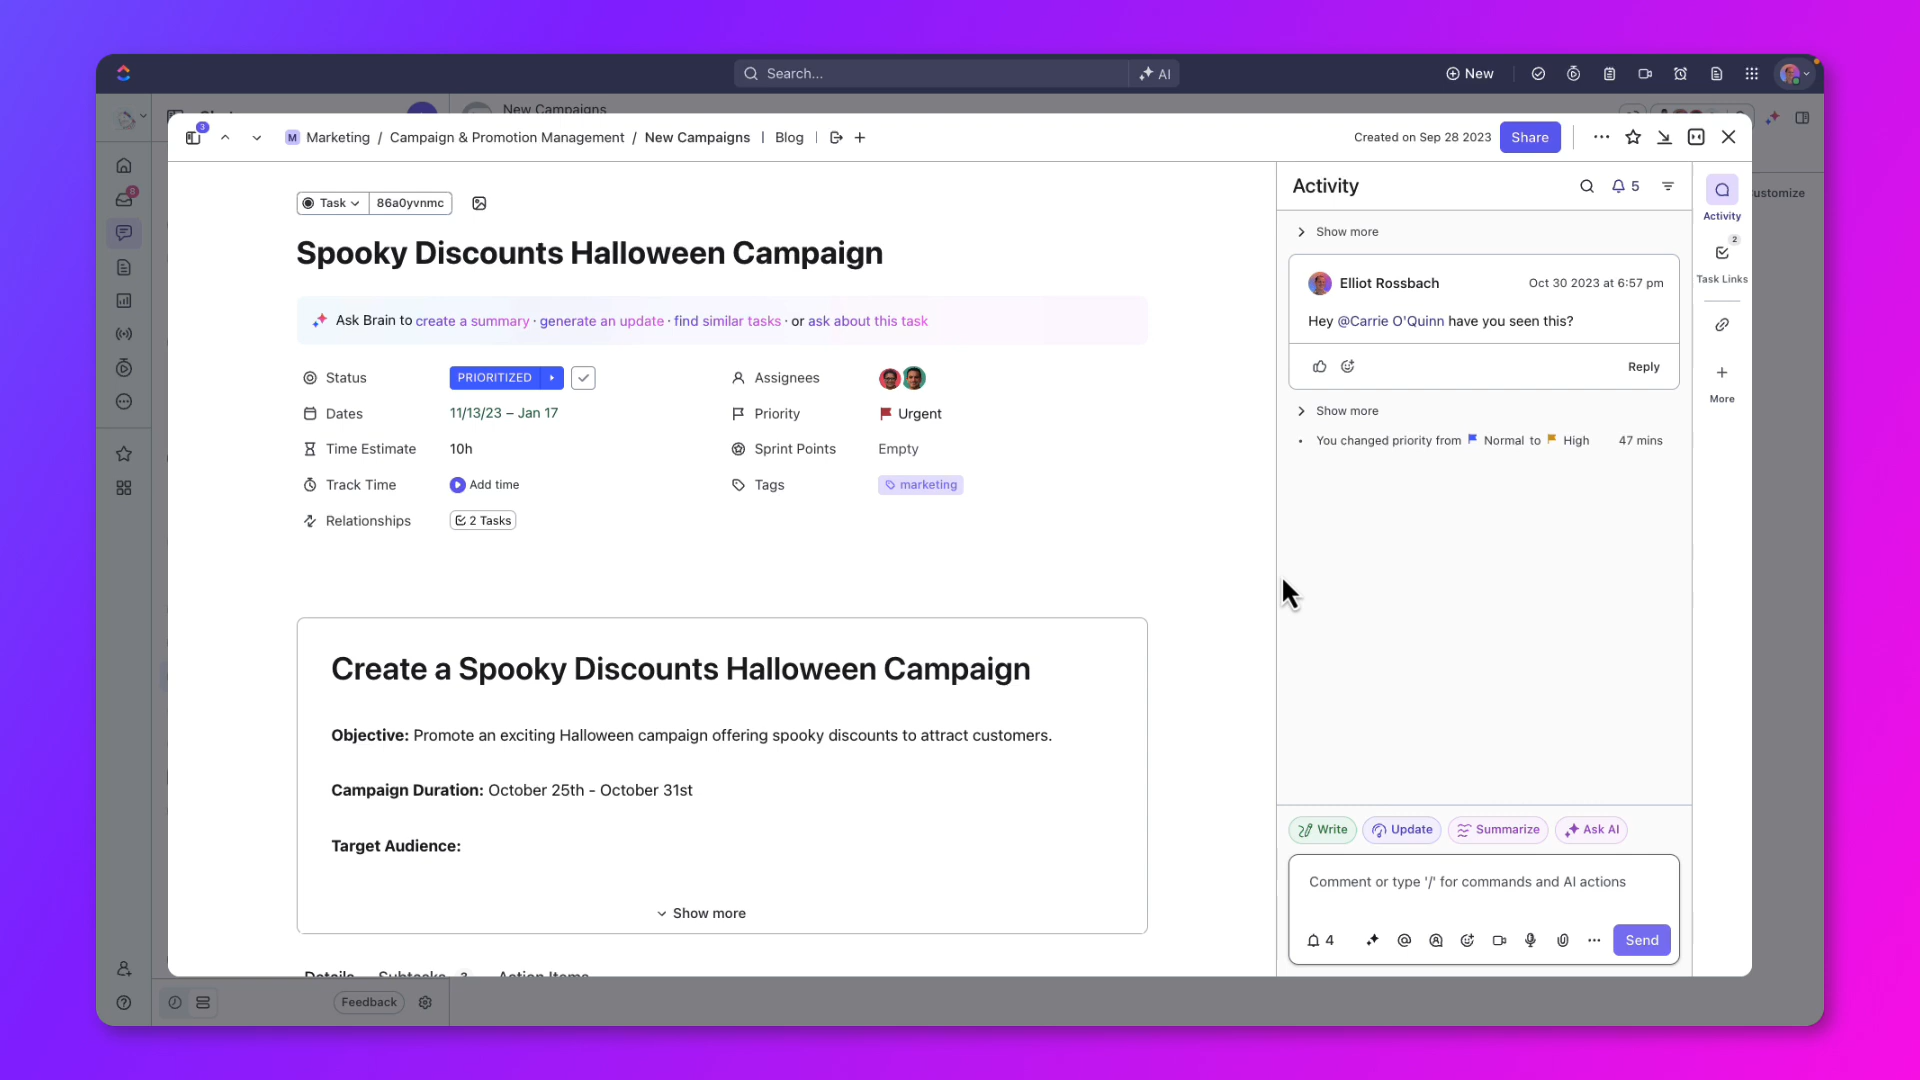 Search...
AI
New
New Campaigns
3
M Marketing / Campaign & Promotion Management / New Campaigns | Blog
Created on Sep 28 2023
Share
8
Task
86a0yvnmc
Spooky Discounts Halloween Campaign
Ask Brain to create a summary · generate an update · find similar tasks · or ask about this task
Status
PRIORITIZED
Assignees
Dates
11/13/23 – Jan 17
Priority
Urgent
Time Estimate
10h
Sprint Points
Empty
Track Time
Add time
Tags
marketing
Relationships
2 Tasks
Create a Spooky Discounts Halloween Campaign
Objective: Promote an exciting Halloween campaign offering spooky discounts to attract customers.
Campaign Duration: October 25th - October 31st
Target Audience:
Show more
Details
Subtasks
Action Items
Activity
5
Show more
Elliot Rossbach
Oct 30 2023 at 6:57 pm
Hey @Carrie O'Quinn have you seen this?
Reply
Show more
You changed priority from Normal to High
47 mins
Write
Update
Summarize
Ask AI
Comment or type '/' for commands and AI actions
4
Send
Activity
2
Task Links
More
ustomize
Feedback